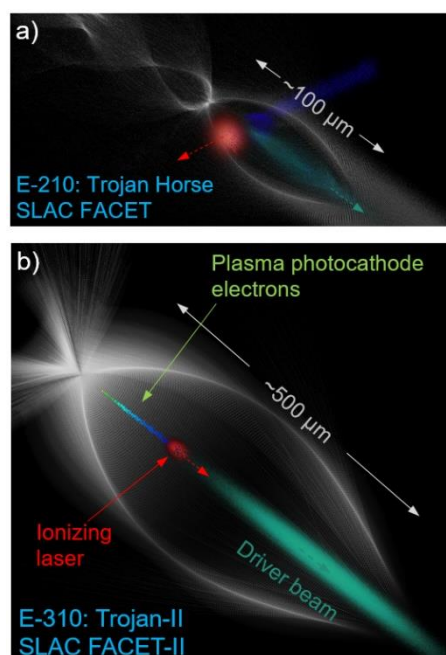 a)
~100 µm
E-210: Trojan Horse
SLAC FACET
b)
Plasma photocathode
electrons
~500 µm
Ionizing
laser
Driver beam
E-310: Trojan-II
SLAC FACET-II